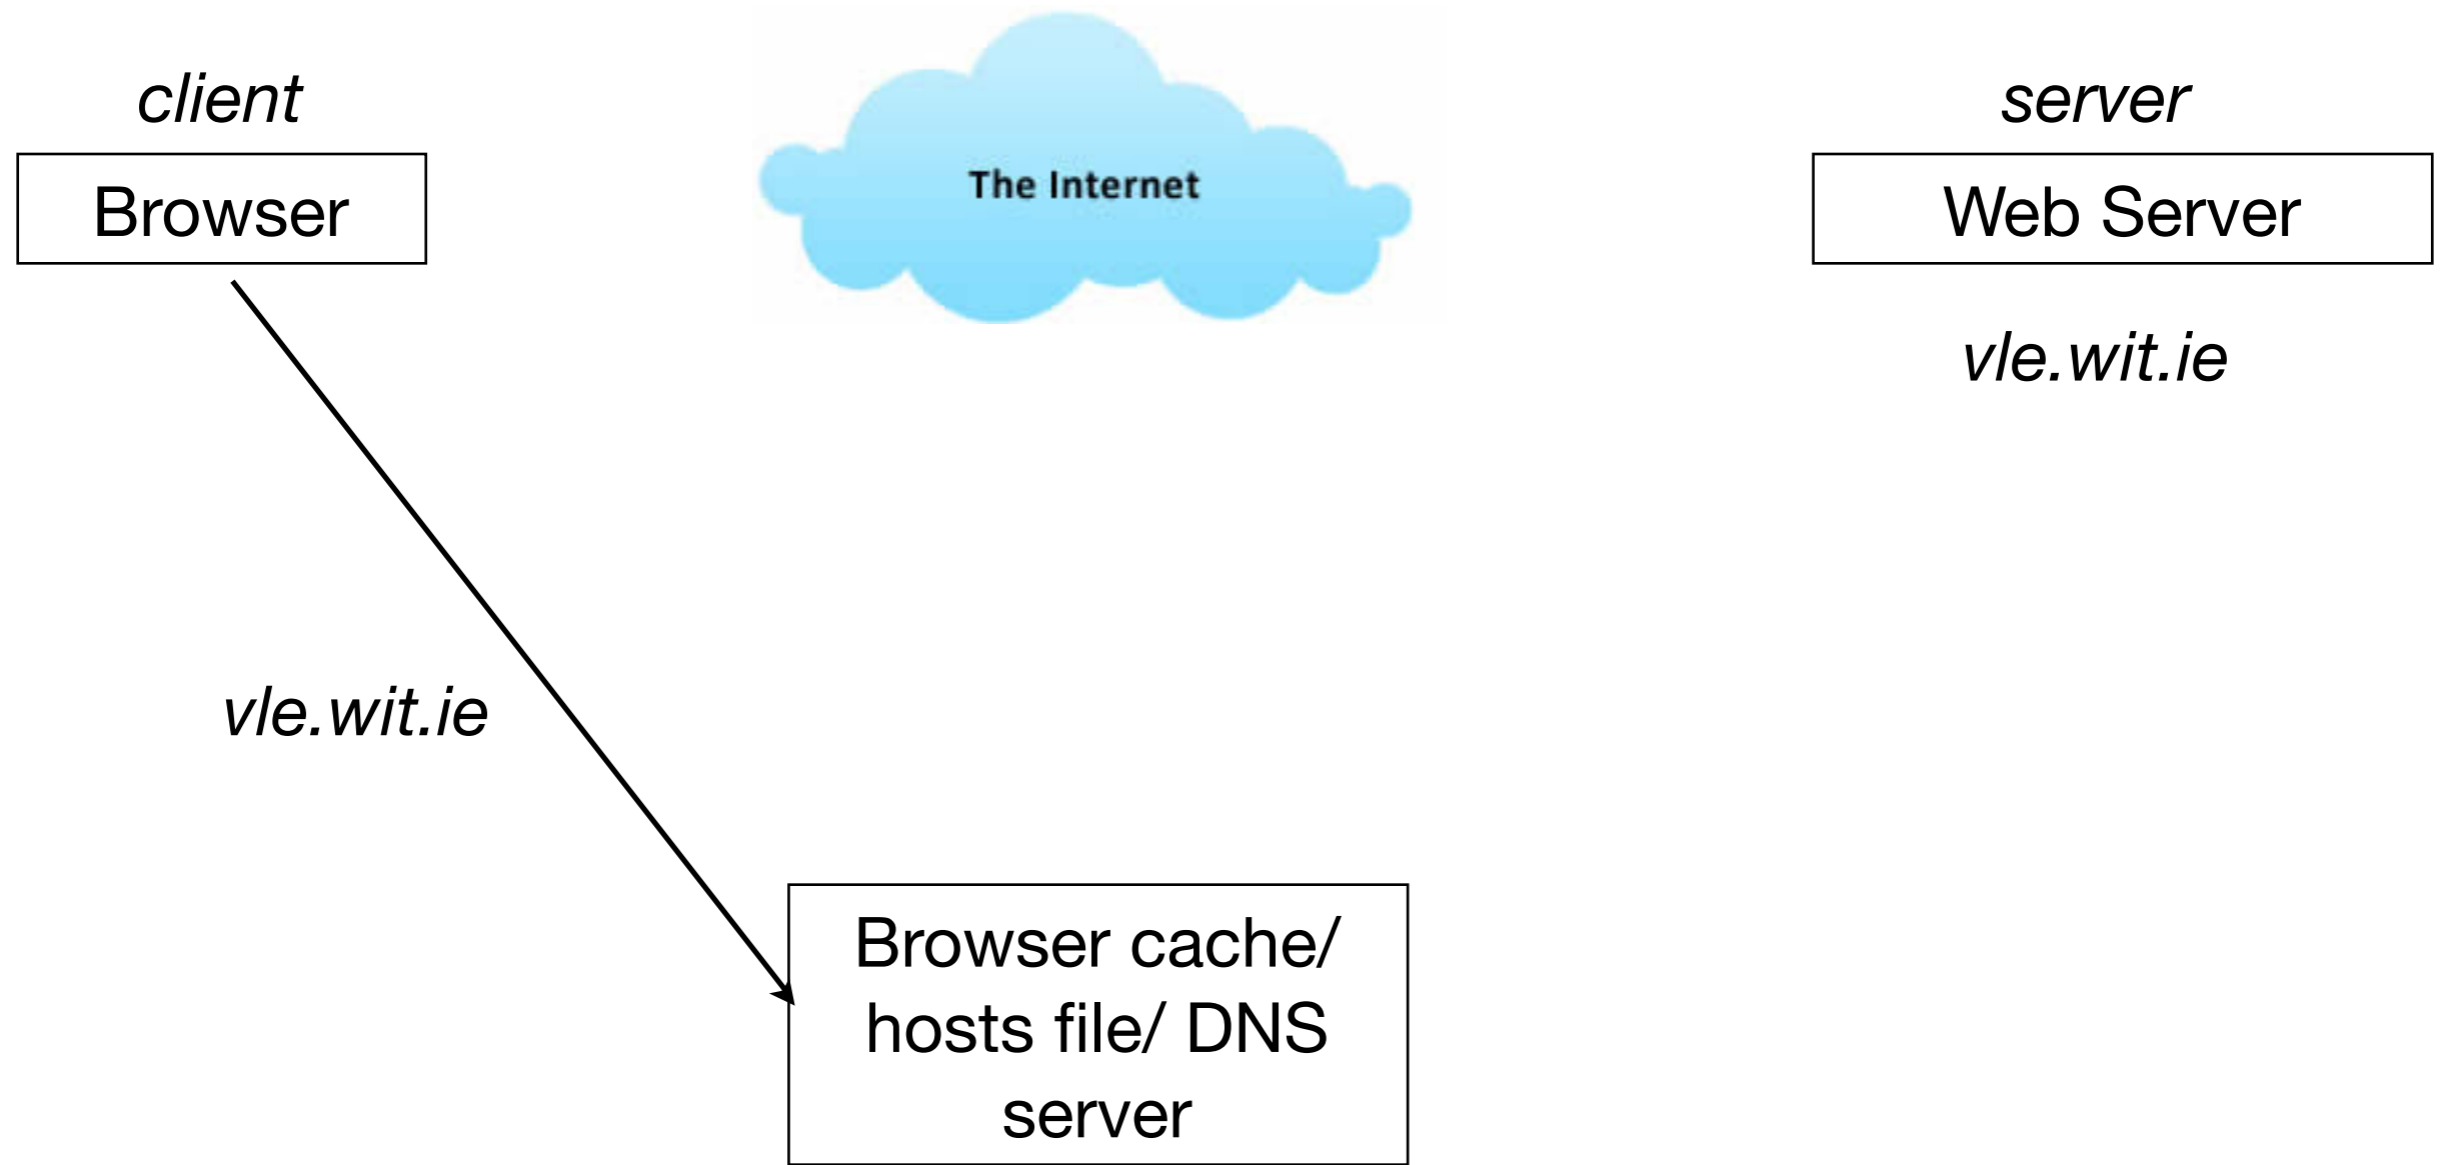 client
Browser
The Internet
server
Web Server
vle.wit.ie
vle.wit.ie
Browser cache/
hosts file/ DNS
server